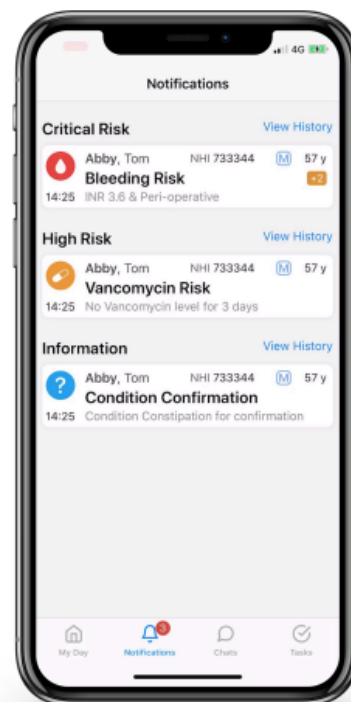 4G
Notifications
Critical Risk View History
Abby, Tom NHI 733344 M 57 y
Bleeding Risk +2
14:25 INR 3.6 & Peri-operative
High Risk View History
Abby, Tom NHI 733344 M 57 y
Vancomycin Risk
14:25 No Vancomycin level for 3 days
Information View History
?
Abby, Tom NHI 733344 M 57 y
Condition Confirmation
14:25 Condition Constipation for confirmation
3
My Day Notifications Chats Tasks